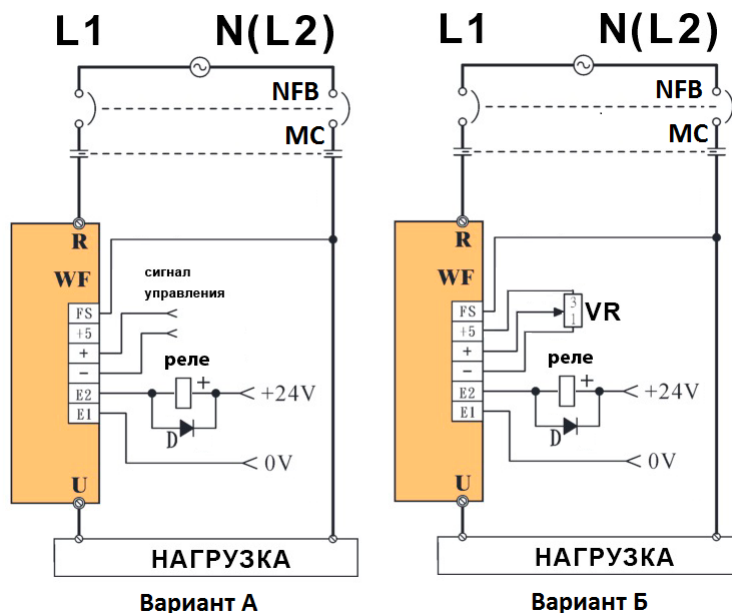 L1 N(L2)
NFB
MC
R
WF
сигнал
управления
FS
+5
+
−
реле
+
E2
+24V
E1
D
0V
U
НАГРУЗКА
Вариант А
L1 N(L2)
NFB
MC
R
WF
FS
3
VR
+5
1
+
−
реле
+
E2
+24V
E1
D
0V
U
НАГРУЗКА
Вариант Б